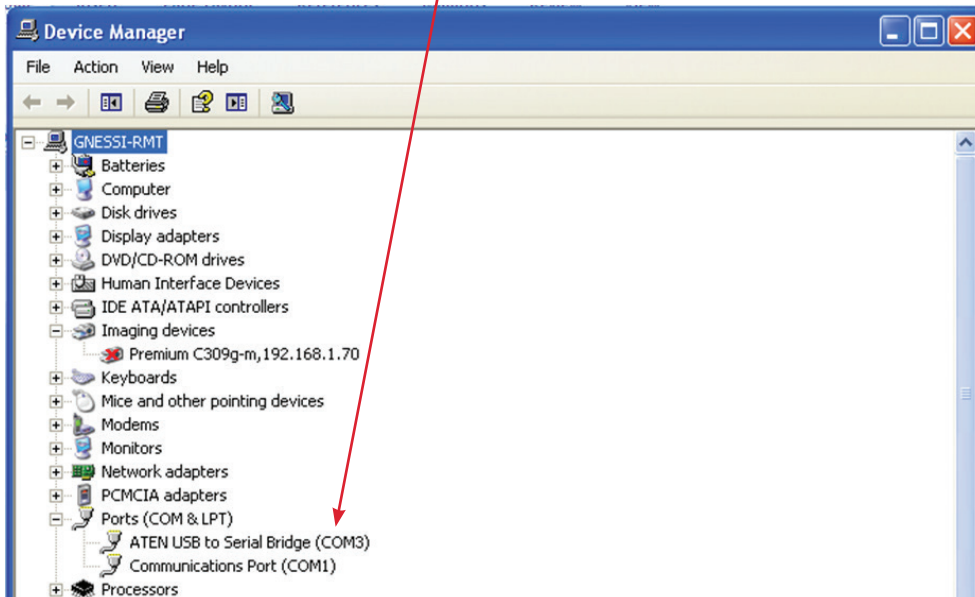 Device Manager
File Action View Help
GNESSI-RMT
Batteries
Computer
Disk drives
Display adapters
DVD/CD-ROM drives
Human Interface Devices
IDE ATA/ATAPI controllers
Imaging devices
Premium C309g-m,192.168.1.70
Keyboards
Mice and other pointing devices
Modems
Monitors
Network adapters
PCMCIA adapters
Ports (COM & LPT)
ATEN USB to Serial Bridge (COM3)
Communications Port (COM1)
Processors